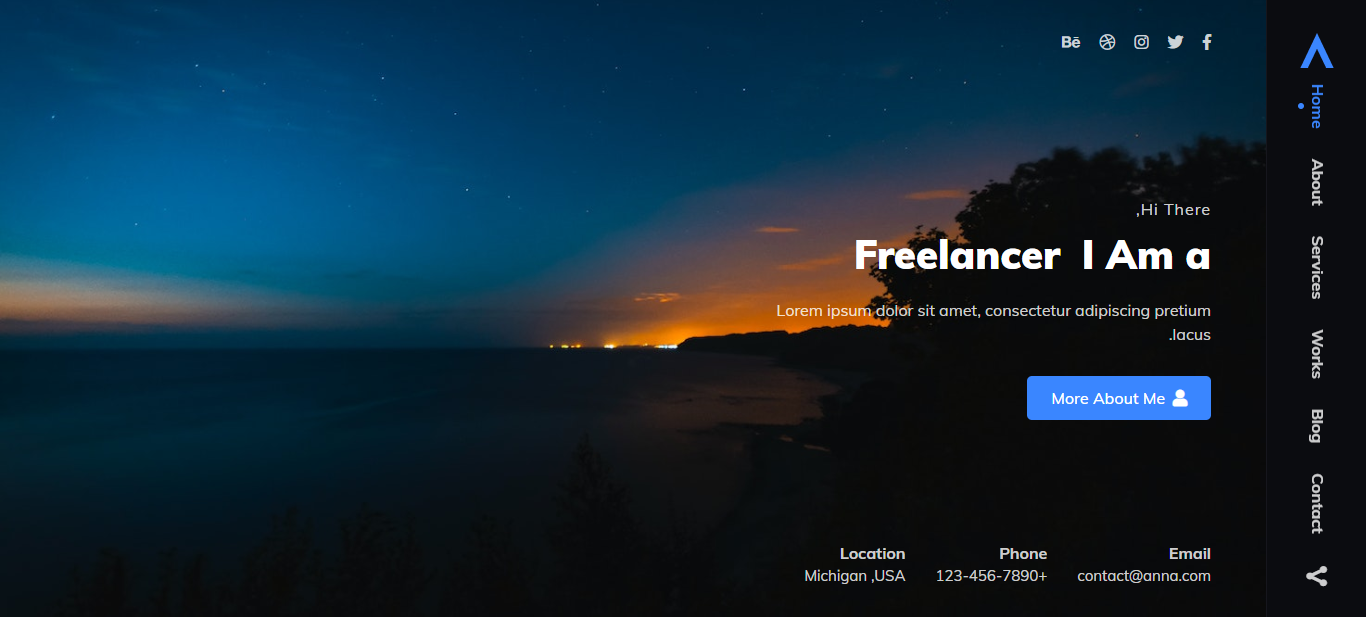 Bē
Home
About
Services
Works
Blog
Contact
,Hi There
Freelancer I Am a
Lorem ipsum dolor sit amet, consectetur adipiscing pretium
.lacus
More About Me
Location
Michigan ,USA
Phone
123-456-7890+
Email
contact@anna.com